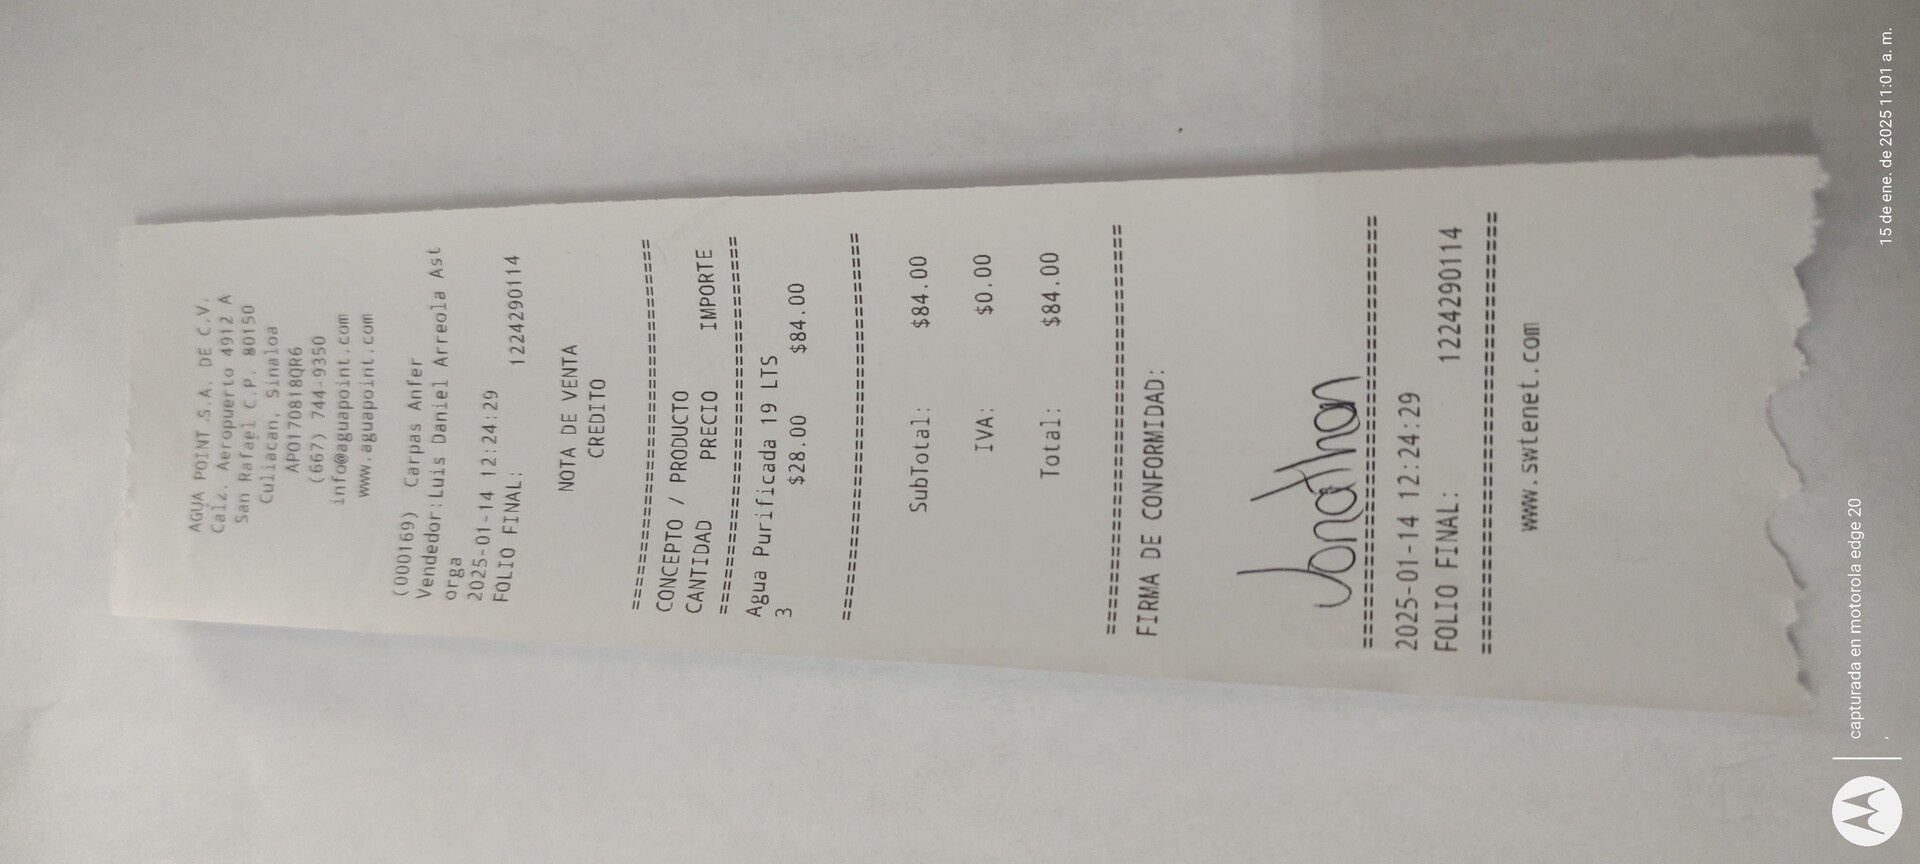 AGUA POINT S.A. DE C.V.
Calz. Aeropuerto 4912 A
San Rafael C.P. 80150
Culiacan, Sinaloa
APO170818QR6
(667) 744-9350
info@aguapoint.com
www.aguapoint.com
(000169) Carpas Anfer
Vendedor:Luis Daniel Arreola Ast
orga
2025-01-14 12:24:29
FOLIO FINAL: 1224290114
NOTA DE VENTA
CREDITO
================================
CONCEPTO / PRODUCTO
CANTIDAD PRECIO IMPORTE
================================
Agua Purificada 19 LTS
3 $28.00 $84.00
================================
SubTotal: $84.00
IVA: $0.00
Total: $84.00
================================
FIRMA DE CONFORMIDAD:
Jonathan
================================
2025-01-14 12:24:29
FOLIO FINAL: 1224290114
================================
www.swtenet.com
capturada en motorola edge 20
15 de ene. de 2025 11:01 a. m.